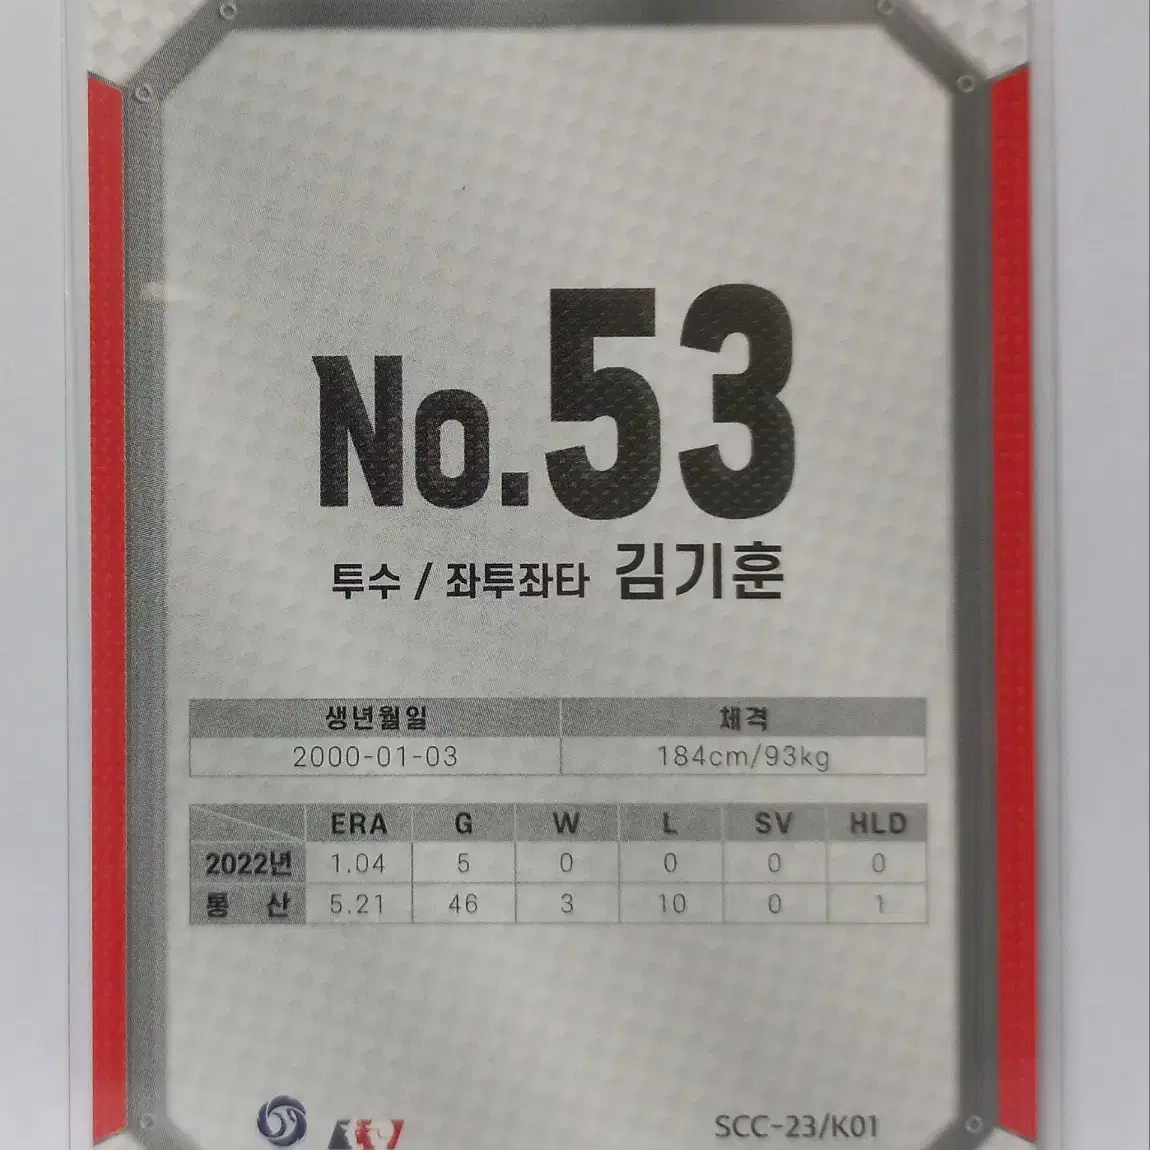 No.53
투수 / 좌투좌타 김기훈
생년월일 체격
2000-01-03 184cm/93kg
ERA G W L SV HLD
2022년 1.04 5 0 0 0 0
통 산 5.21 46 3 10 0 1
SCC-23/K01